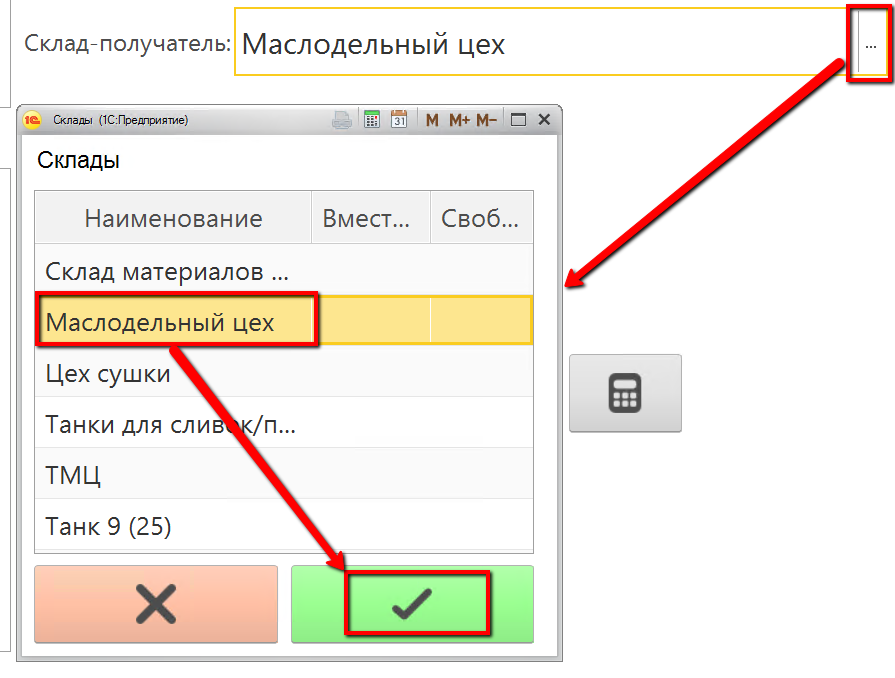 Склад-получатель: Маслодельный цех ...
1С Склады (1С:Предприятие) 31 M M+ M-
Склады
Наименование Вмест... Своб...
Склад материалов ...
Маслодельный цех
Цех сушки
Танки для сливок/п...
ТМЦ
Танк 9 (25)